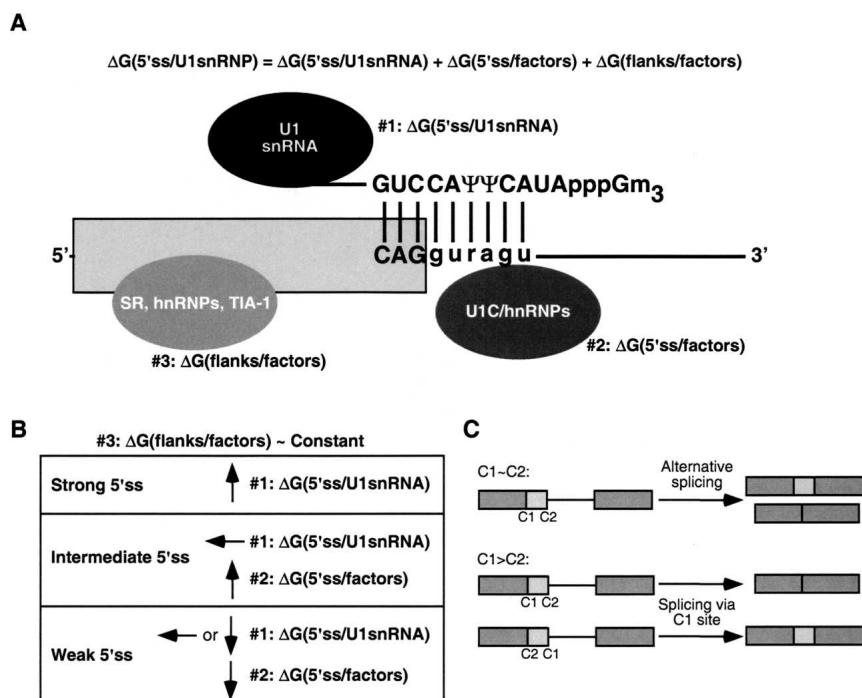 A
ΔG(5'ss/U1snRNP) = ΔG(5'ss/U1snRNA) + ΔG(5'ss/factors) + ΔG(flanks/factors)
U1
snRNA
#1: ΔG(5'ss/U1snRNA)
GUCCAΨΨCAUApppGm3
5'-
CAGguragu
3'
SR, hnRNPs, TIA-1
U1C/hnRNPs
#3: ΔG(flanks/factors)
#2: ΔG(5'ss/factors)
B
#3: ΔG(flanks/factors) ~ Constant
Strong 5'ss
#1: ΔG(5'ss/U1snRNA)
Intermediate 5'ss
#1: ΔG(5'ss/U1snRNA)
#2: ΔG(5'ss/factors)
Weak 5'ss
or
#1: ΔG(5'ss/U1snRNA)
#2: ΔG(5'ss/factors)
C
C1~C2:
Alternative
splicing
C1 C2
C1>C2:
C1 C2
Splicing via
C1 site
C2 C1